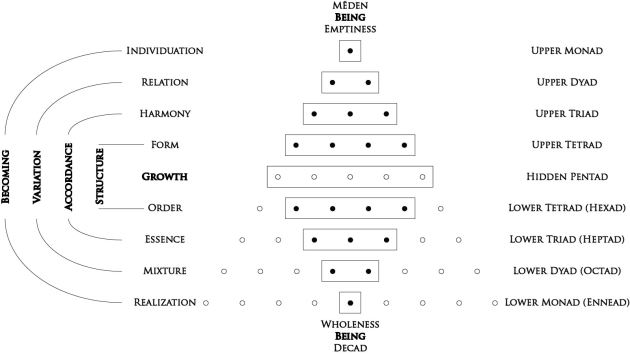 MĒDEN
BEING
EMPTINESS
INDIVIDUATION UPPER MONAD
RELATION UPPER DYAD
HARMONY UPPER TRIAD
FORM UPPER TETRAD
BECOMING
VARIATION
ACCORDANCE
STRUCTURE
GROWTH HIDDEN PENTAD
ORDER LOWER TETRAD (HEXAD)
ESSENCE LOWER TRIAD (HEPTAD)
MIXTURE LOWER DYAD (OCTAD)
REALIZATION LOWER MONAD (ENNEAD)
WHOLENESS
BEING
DECAD